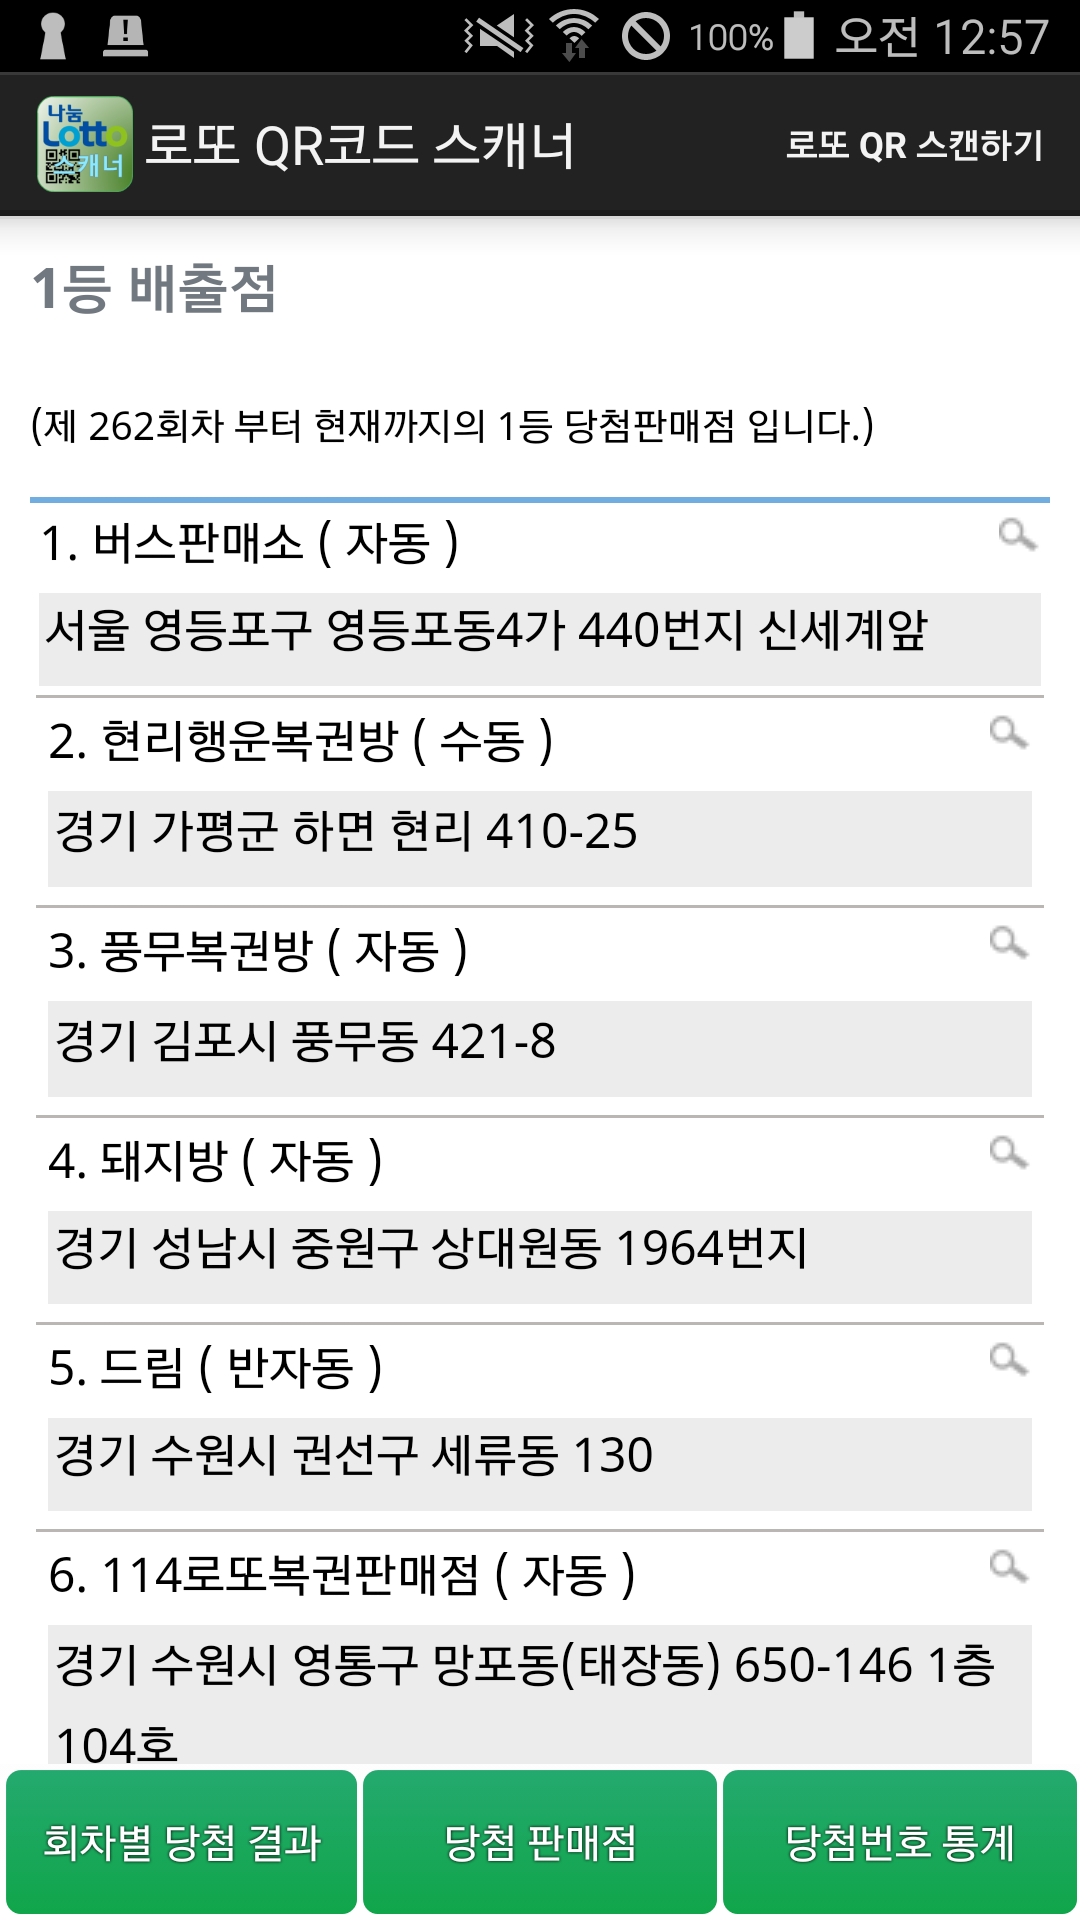 100% 오전 12:57
나눔
Lotto
스캐너
로또 QR코드 스캐너
로또 QR 스캔하기
1등 배출점
(제 262회차 부터 현재까지의 1등 당첨판매점 입니다.)
1. 버스판매소 ( 자동 )
서울 영등포구 영등포동4가 440번지 신세계앞
2. 현리행운복권방 ( 수동 )
경기 가평군 하면 현리 410-25
3. 풍무복권방 ( 자동 )
경기 김포시 풍무동 421-8
4. 돼지방 ( 자동 )
경기 성남시 중원구 상대원동 1964번지
5. 드림 ( 반자동 )
경기 수원시 권선구 세류동 130
6. 114로또복권판매점 ( 자동 )
경기 수원시 영통구 망포동(태장동) 650-146 1층
104호
회차별 당첨 결과
당첨 판매점
당첨번호 통계